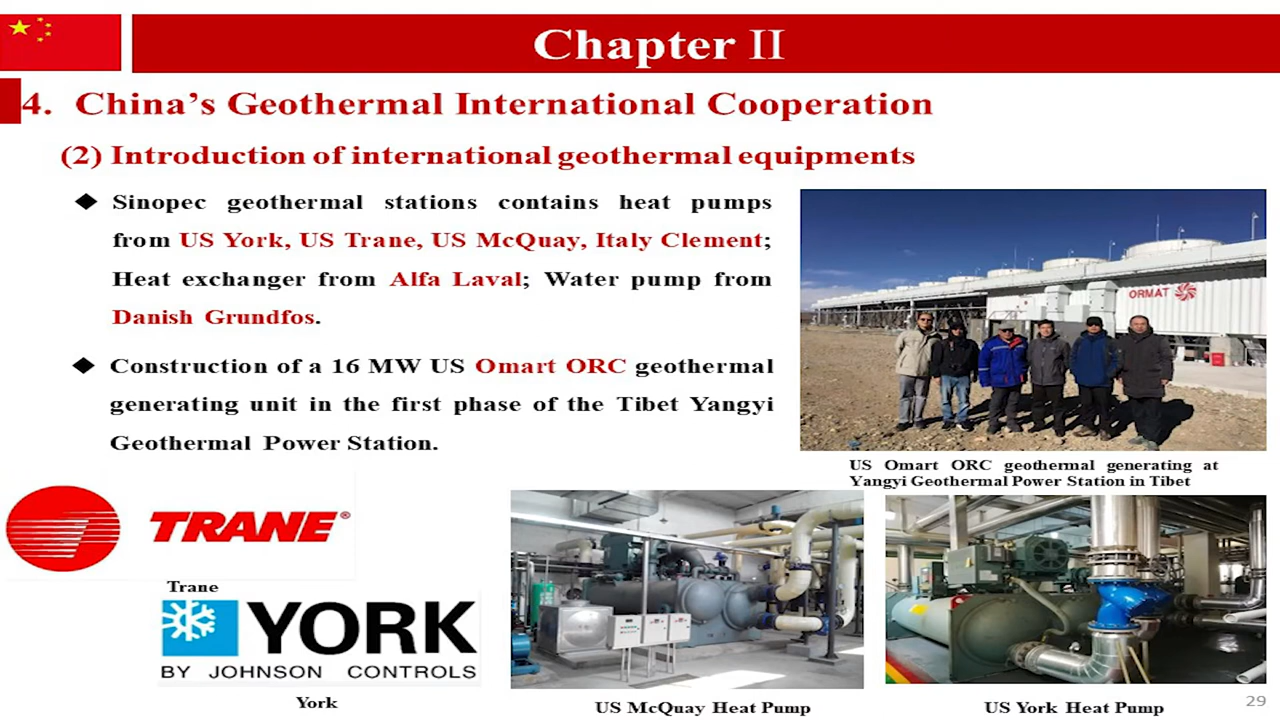 Chapter II
4. China's Geothermal International Cooperation
(2) Introduction of international geothermal equipments
◆ Sinopec geothermal stations contains heat pumps
from US York, US Trane, US McQuay, Italy Clement;
Heat exchanger from Alfa Laval; Water pump from
Danish Grundfos.
◆ Construction of a 16 MW US Omart ORC geothermal
generating unit in the first phase of the Tibet Yangyi
Geothermal Power Station.
ORMAT
US Omart ORC geothermal generating at
Yangyi Geothermal Power Station in Tibet
TRANE®
Trane
YORK
BY JOHNSON CONTROLS
York
US McQuay Heat Pump
US York Heat Pump
29